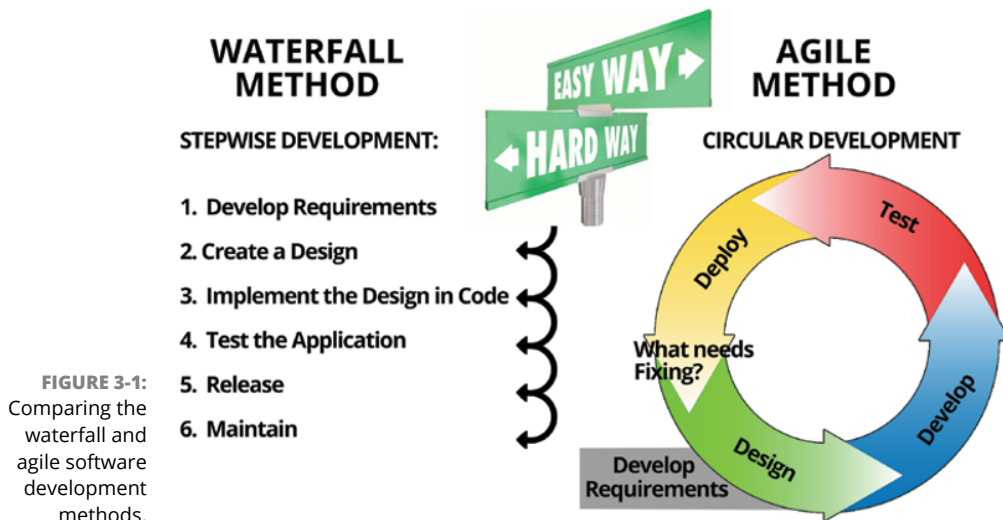 WATERFALL
METHOD
STEPWISE DEVELOPMENT:
1. Develop Requirements
2. Create a Design
3. Implement the Design in Code
4. Test the Application
5. Release
6. Maintain
EASY WAY
HARD WAY
AGILE
METHOD
CIRCULAR DEVELOPMENT
Test
Deploy
What needs
Fixing?
Develop
Design
Develop
Requirements
FIGURE 3-1:
Comparing the
waterfall and
agile software
development
methods.